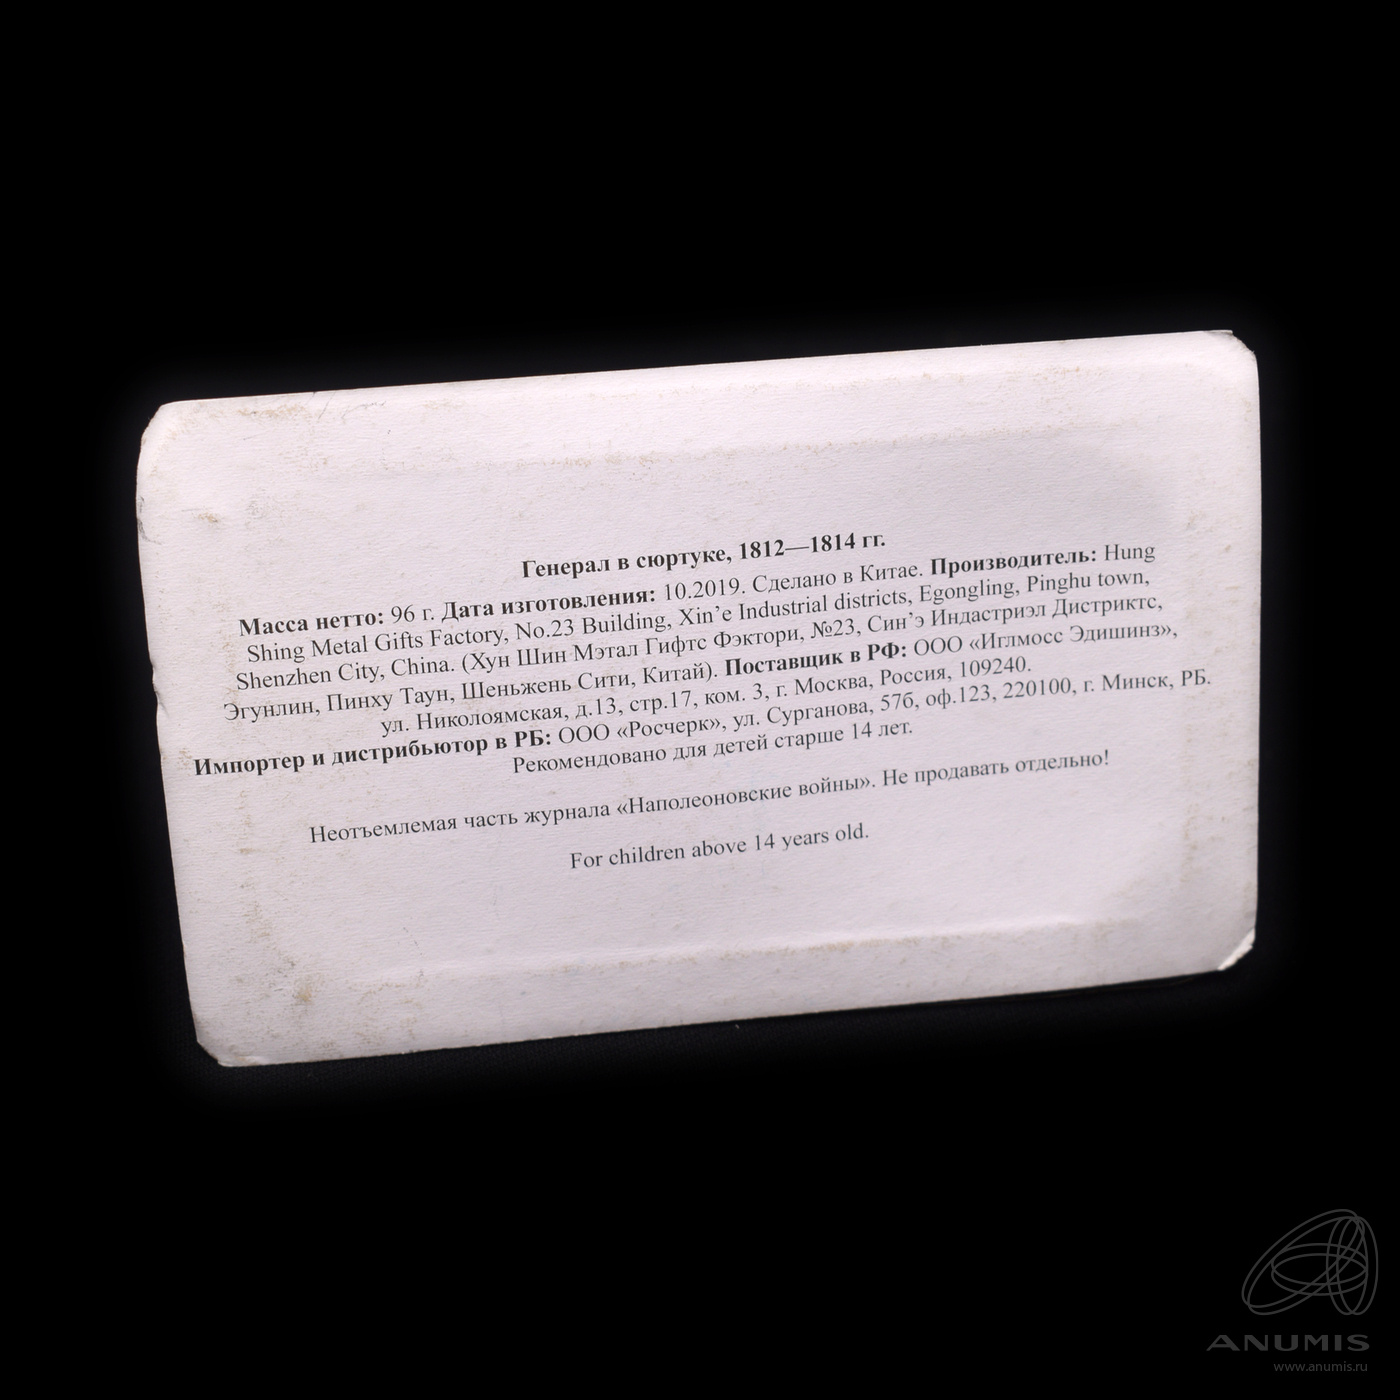 Генерал в сюртуке, 1812—1814 гг.
Масса нетто: 96 г. Дата изготовления: 10.2019. Сделано в Китае. Производитель: Hung
Shing Metal Gifts Factory, No.23 Building, Xin’e Industrial districts, Egongling, Pinghu town,
Shenzhen City, China. (Хун Шин Мэтал Гифтс Фэктори, №23, Син’э Индастриэл Дистриктс,
Эгунлин, Пинху Таун, Шеньжень Сити, Китай). Поставщик в РФ: ООО «Иглмосс Эдишинз»,
ул. Николоямская, д.13, стр.17, ком. 3, г. Москва, Россия, 109240.
Импортер и дистрибьютор в РБ: ООО «Росчерк», ул. Сурганова, 57б, оф.123, 220100, г. Минск, РБ.
Рекомендовано для детей старше 14 лет.
Неотъемлемая часть журнала «Наполеоновские войны». Не продавать отдельно!
For children above 14 years old.
ANUMIS
www.anumis.ru